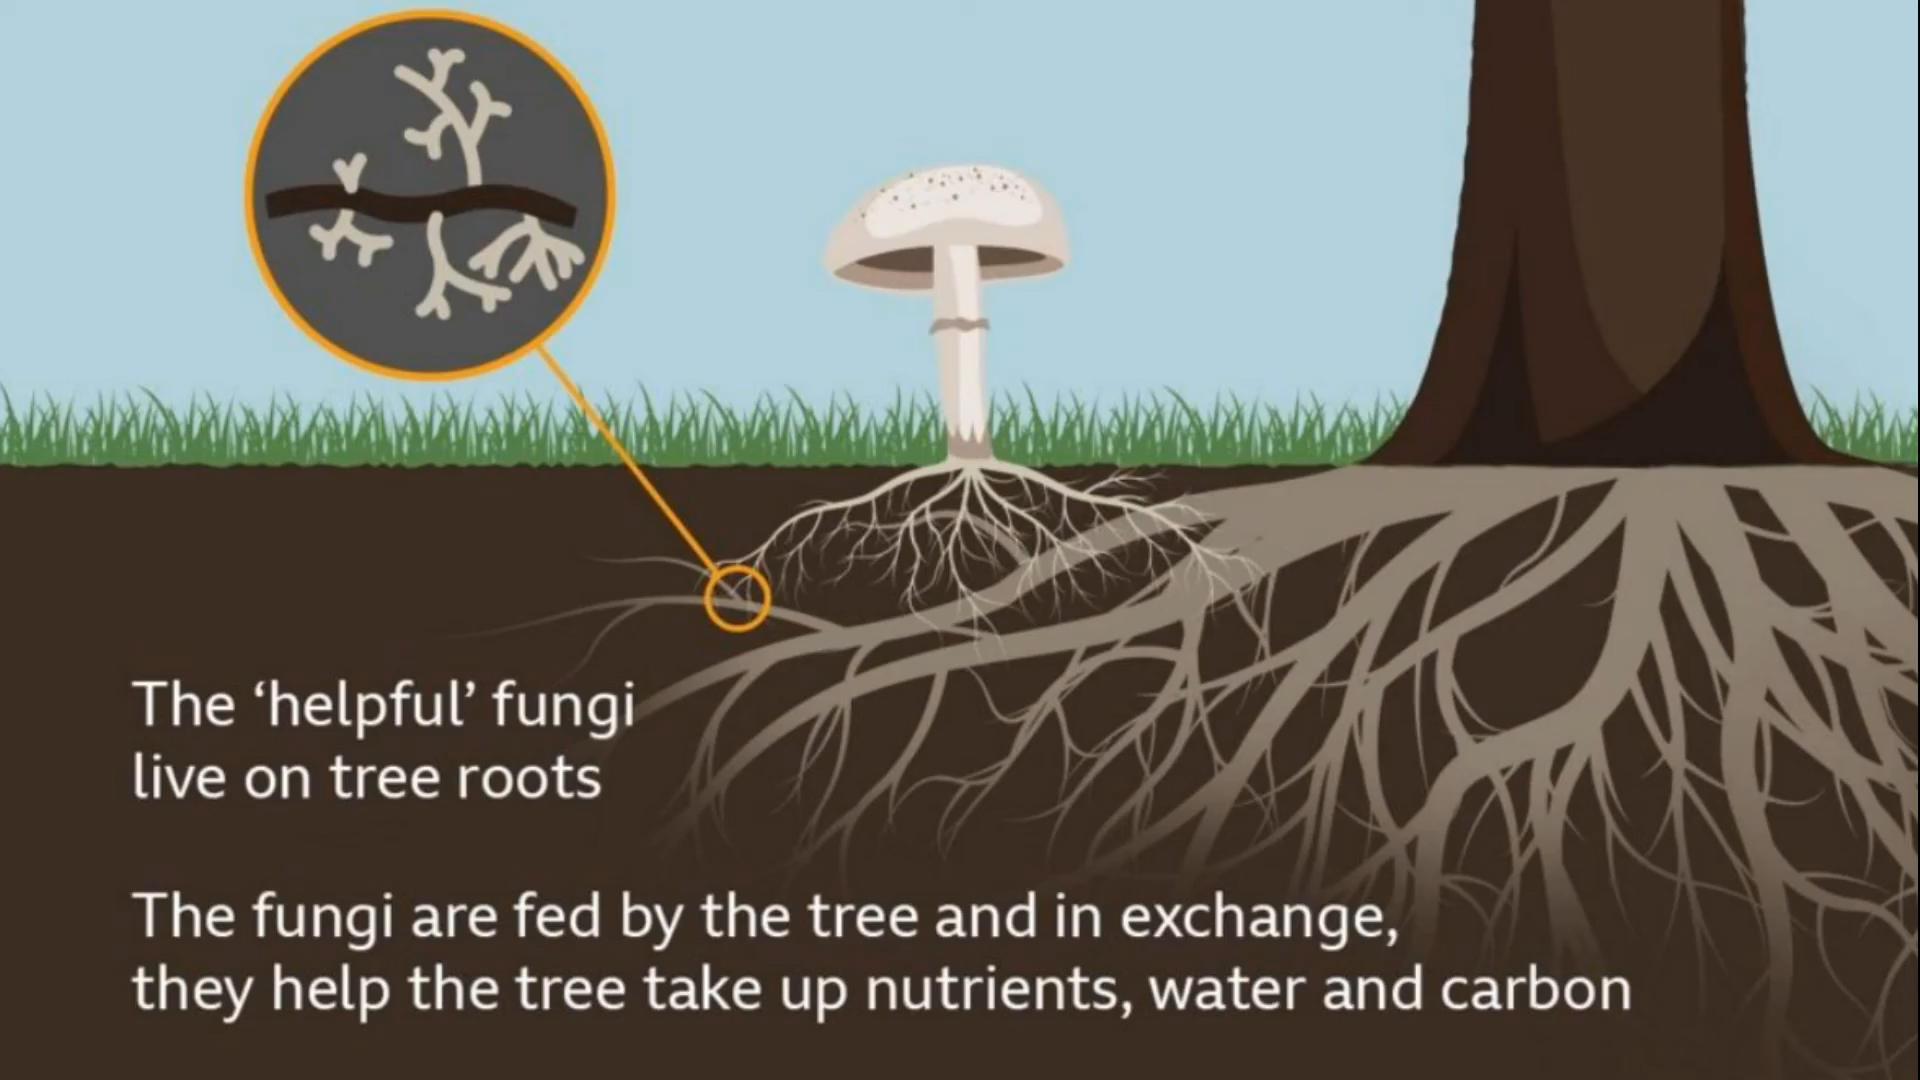 The ‘helpful’ fungi
live on tree roots
The fungi are fed by the tree and in exchange,
they help the tree take up nutrients, water and carbon